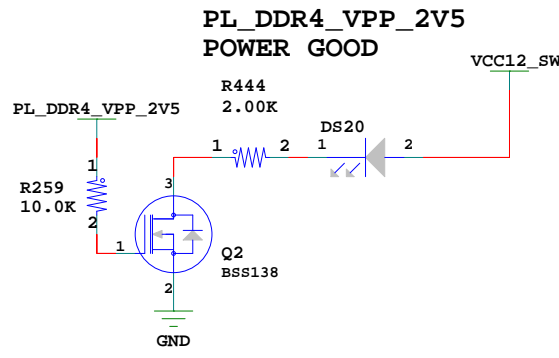 PL_DDR4_VPP_2V5
POWER GOOD
VCC12_SW
R444
2.00K
PL_DDR4_VPP_2V5
DS20
1 2 1 2
1
3
R259
10.0K
2
1
Q2
BSS138
2
GND